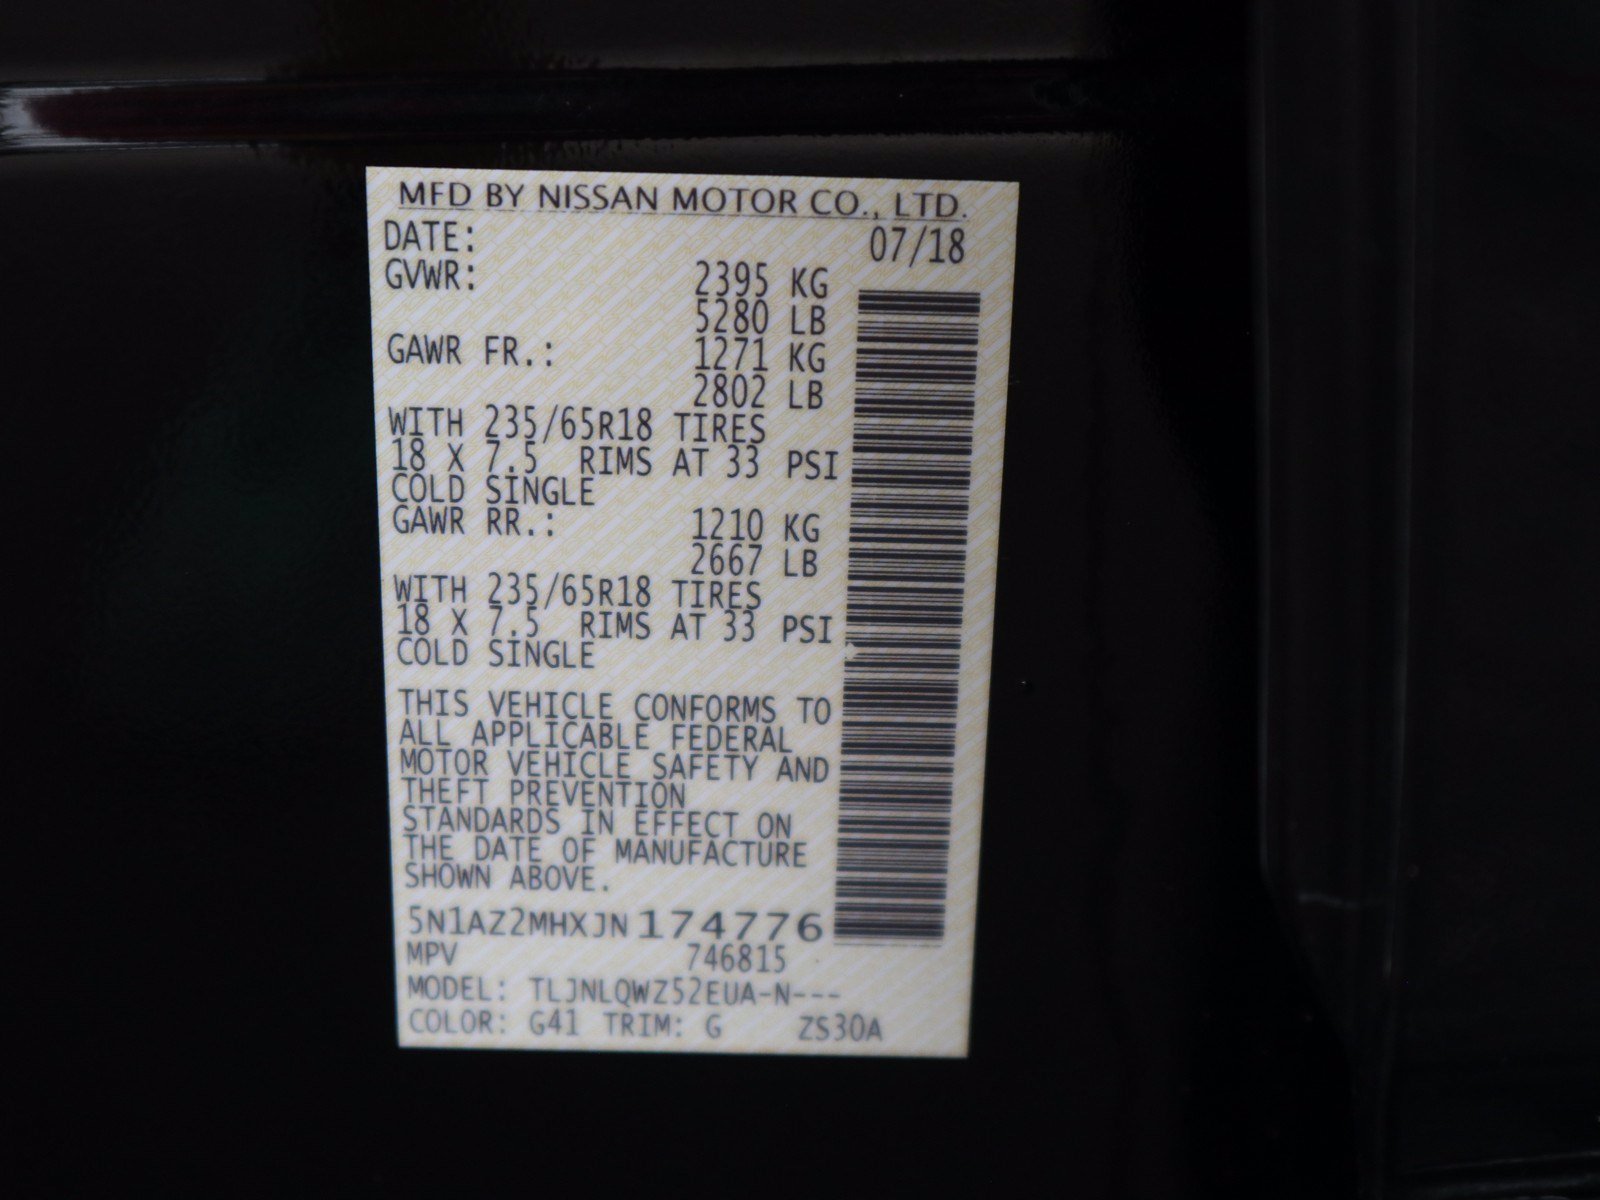 MFD BY NISSAN MOTOR CO., LTD.
DATE: 07/18
GVWR: 2395 KG
5280 LB
GAWR FR.: 1271 KG
2802 LB
WITH 235/65R18 TIRES
18 X 7.5 RIMS AT 33 PSI
COLD SINGLE
GAWR RR.: 1210 KG
2667 LB
WITH 235/65R18 TIRES
18 X 7.5 RIMS AT 33 PSI
COLD SINGLE
THIS VEHICLE CONFORMS TO
ALL APPLICABLE FEDERAL
MOTOR VEHICLE SAFETY AND
THEFT PREVENTION
STANDARDS IN EFFECT ON
THE DATE OF MANUFACTURE
SHOWN ABOVE.
5N1AZ2MHXJN174776
MPV 746815
MODEL: TLJNLQWZ52EUA-N---
COLOR: G41 TRIM: G ZS30A